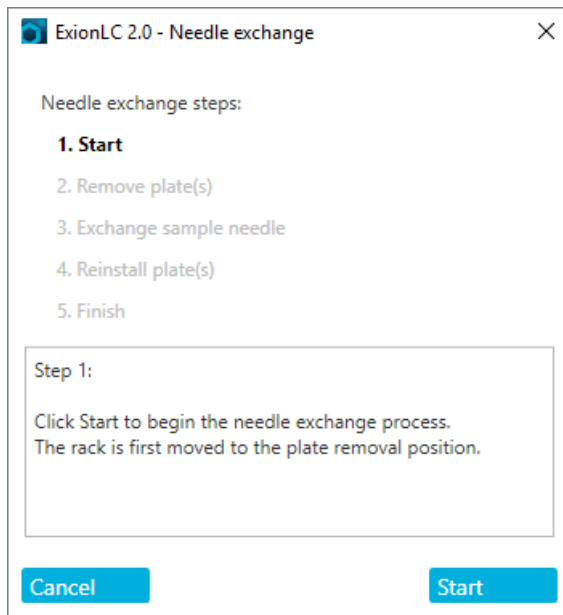 ExionLC 2.0 - Needle exchange
Needle exchange steps:
1. Start
2. Remove plate(s)
3. Exchange sample needle
4. Reinstall plate(s)
5. Finish
Step 1:
Click Start to begin the needle exchange process.
The rack is first moved to the plate removal position.
Cancel
Start